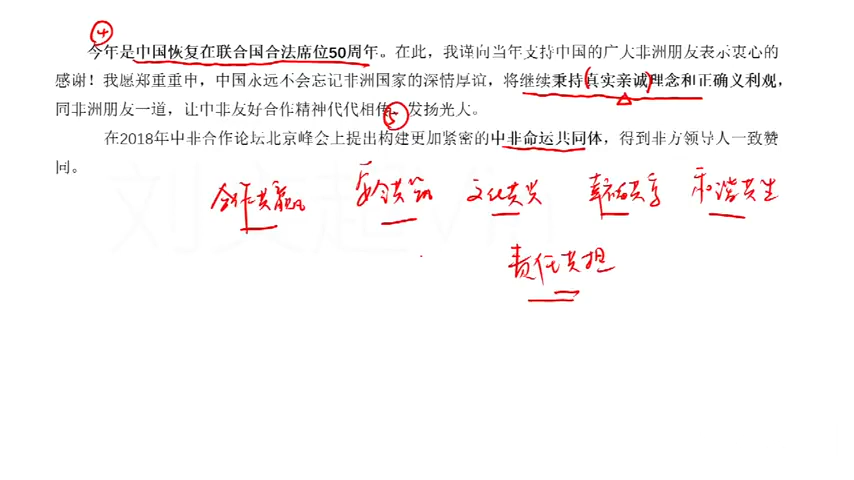 ④
今年是中国恢复在联合国合法席位50周年。在此，我谨向当年支持中国的广大非洲朋友表示衷心的
感谢！我愿郑重重申，中国永远不会忘记非洲国家的深情厚谊，将继续秉持真实亲诚理念和正确义利观，
同非洲朋友一道，让中非友好合作精神代代相传、发扬光大。
⑤
在2018年中非合作论坛北京峰会上提出构建更加紧密的中非命运共同体，得到非方领导人一致赞
同。
合作共赢 安全共筑 文化共兴 幸福共享 和谐共生
责任共担